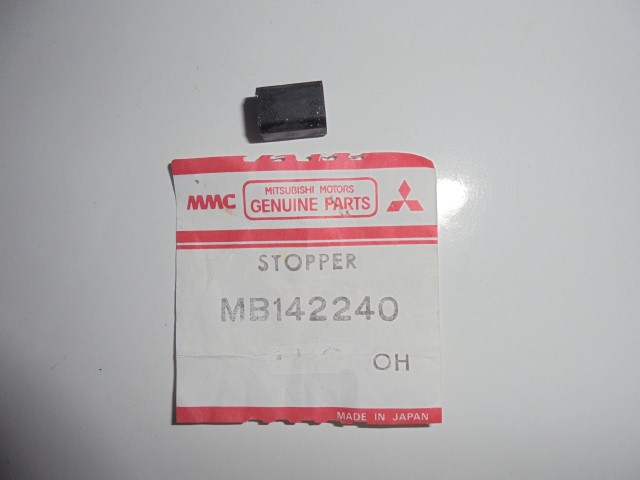 MMC
MITSUBISHI MOTORS
GENUINE PARTS
STOPPER
MB142240
OH
MADE IN JAPAN